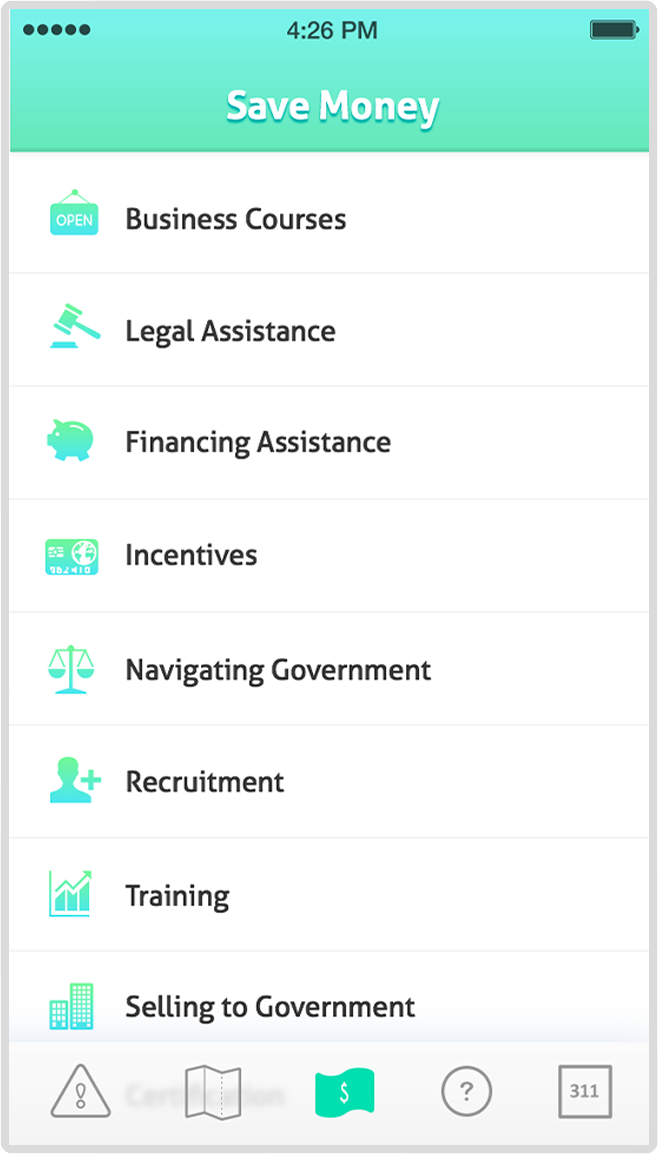 4:26 PM
Save Money
OPEN
Business Courses
Legal Assistance
Financing Assistance
Incentives
Navigating Government
Recruitment
Training
Selling to Government
Certification
$
?
311